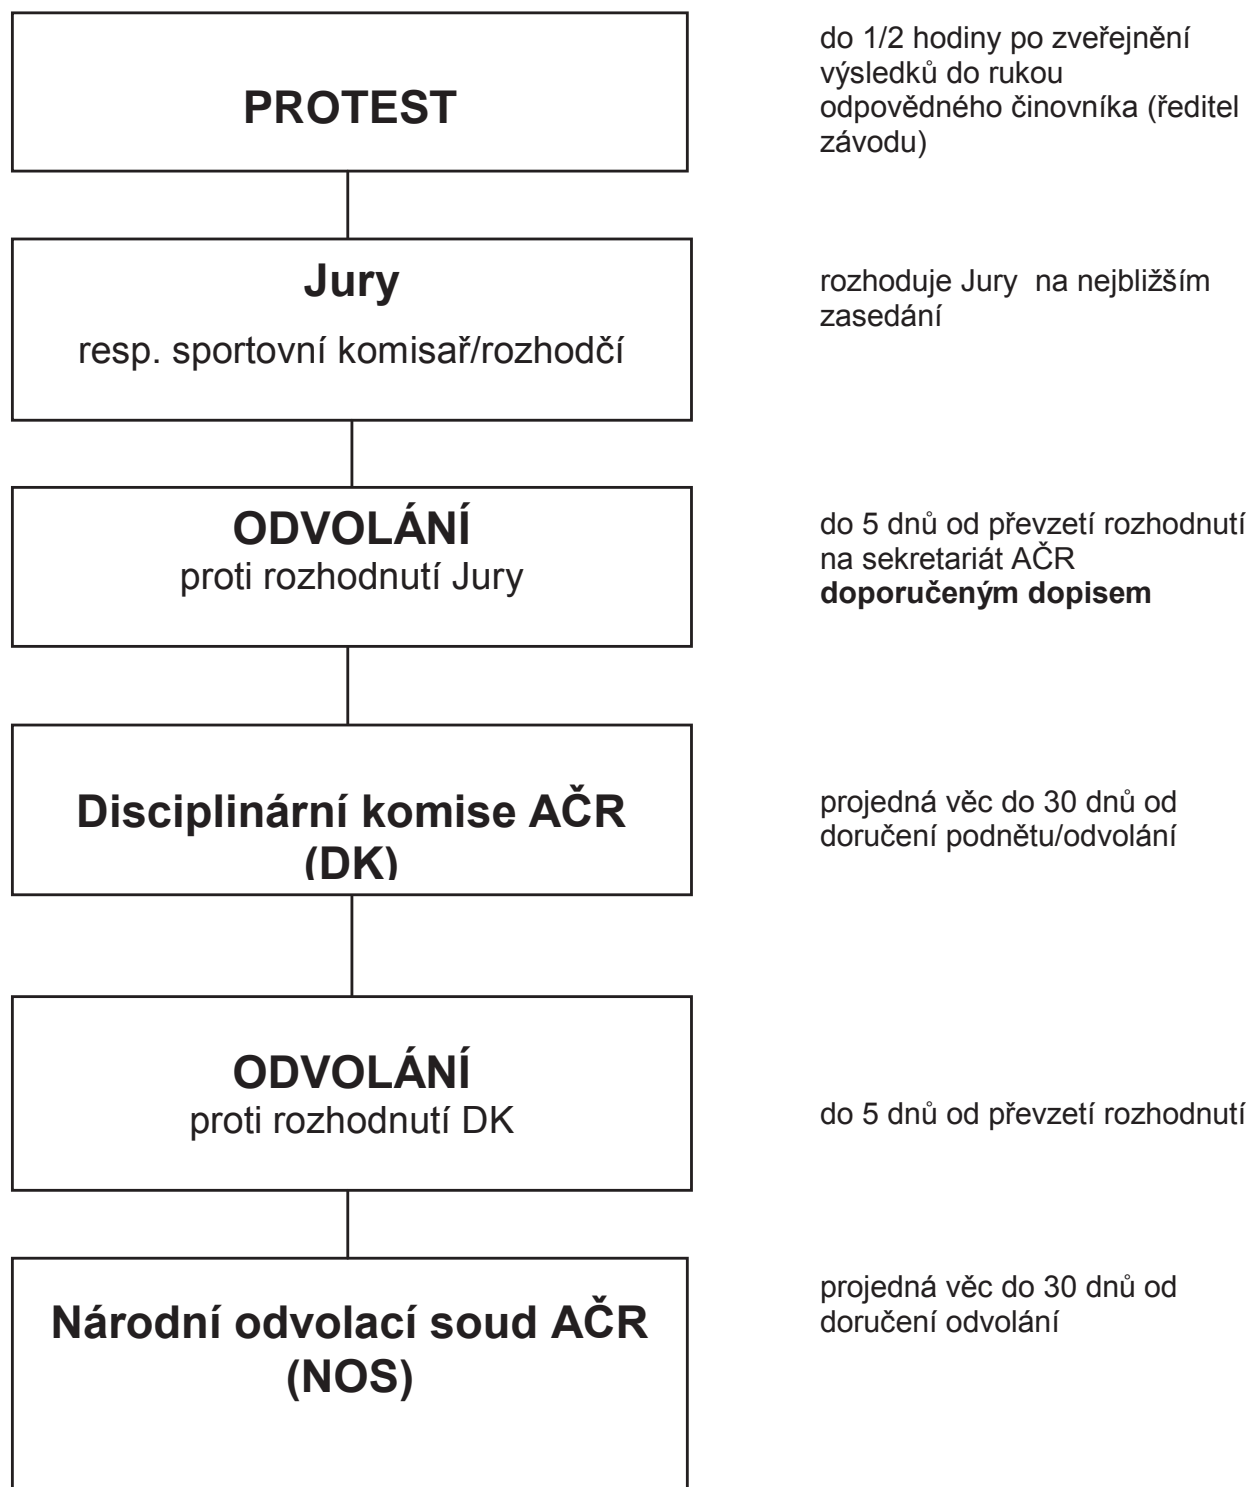 PROTEST
do 1/2 hodiny po zveřejnění
výsledků do rukou
odpovědného činovníka (ředitel
závodu)
Jury
resp. sportovní komisař/rozhodčí
rozhoduje Jury  na nejbližším
zasedání
ODVOLÁNÍ
proti rozhodnutí Jury
do 5 dnů od převzetí rozhodnutí
na sekretariát AČR
doporučeným dopisem
Disciplinární komise AČR
(DK)
projedná věc do 30 dnů od
doručení podnětu/odvolání
ODVOLÁNÍ
proti rozhodnutí DK
do 5 dnů od převzetí rozhodnutí
Národní odvolací soud AČR
(NOS)
projedná věc do 30 dnů od
doručení odvolání